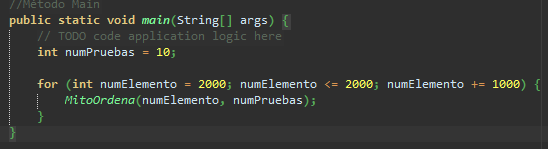 //Método Main
public static void main(String[] args) {
// TODO code application logic here
int numPruebas = 10;
for (int numElemento = 2000; numElemento <= 2000; numElemento += 1000) {
MitoOrdena(numElemento, numPruebas);
}
}